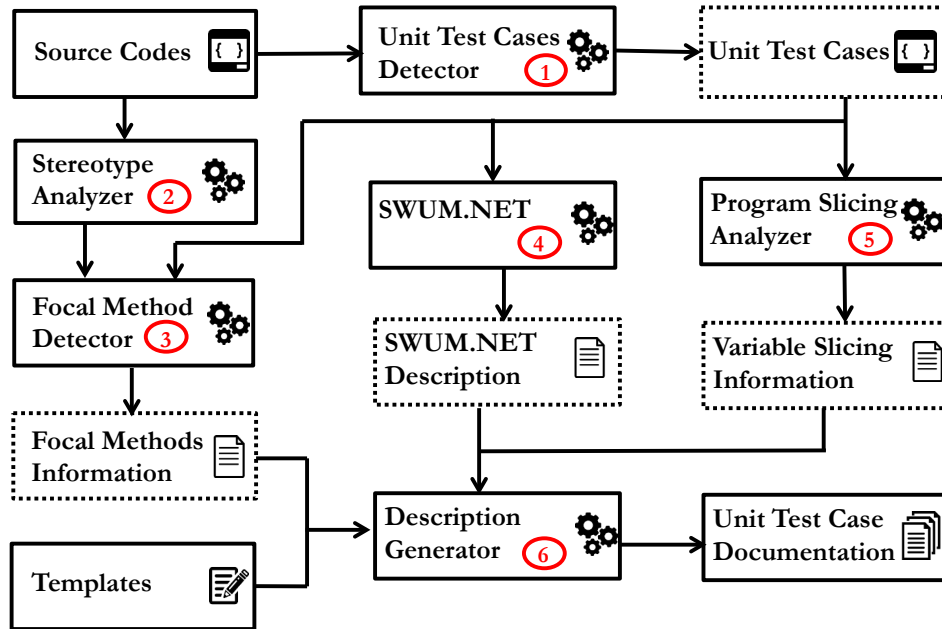 Source Codes
{ }
Unit Test Cases
Detector
1
Unit Test Cases
{ }
Stereotype
Analyzer
2
SWUM.NET
4
Program Slicing
Analyzer
5
Focal Method
Detector
3
SWUM.NET
Description
Variable Slicing
Information
Focal Methods
Information
Description
Generator
6
Unit Test Case
Documentation
Templates